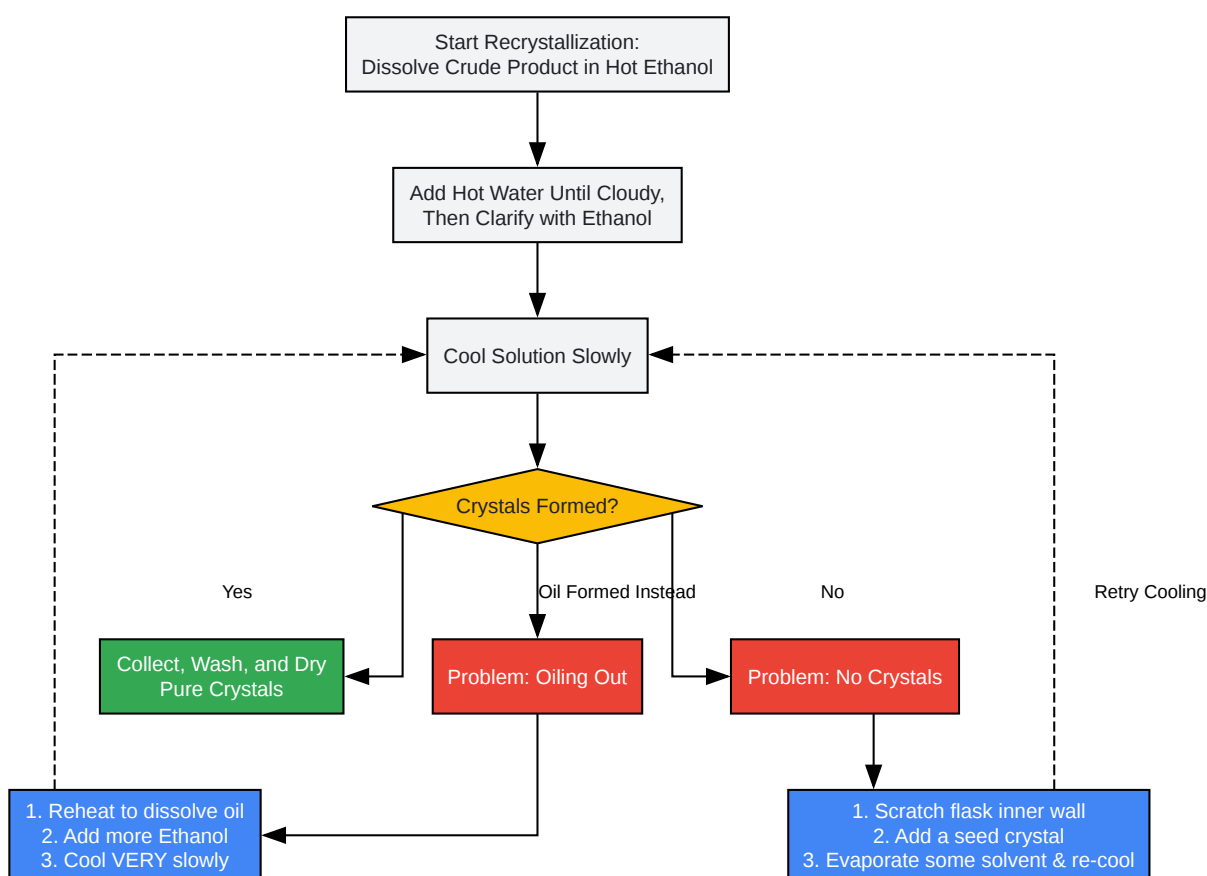 Start Recrystallization:
Dissolve Crude Product in Hot Ethanol
Add Hot Water Until Cloudy,
Then Clarify with Ethanol
Cool Solution Slowly
Crystals Formed?
Yes
Oil Formed Instead
No
Retry Cooling
Collect, Wash, and Dry
Pure Crystals
Problem: Oiling Out
Problem: No Crystals
1. Reheat to dissolve oil
2. Add more Ethanol
3. Cool VERY slowly
1. Scratch flask inner wall
2. Add a seed crystal
3. Evaporate some solvent & re-cool